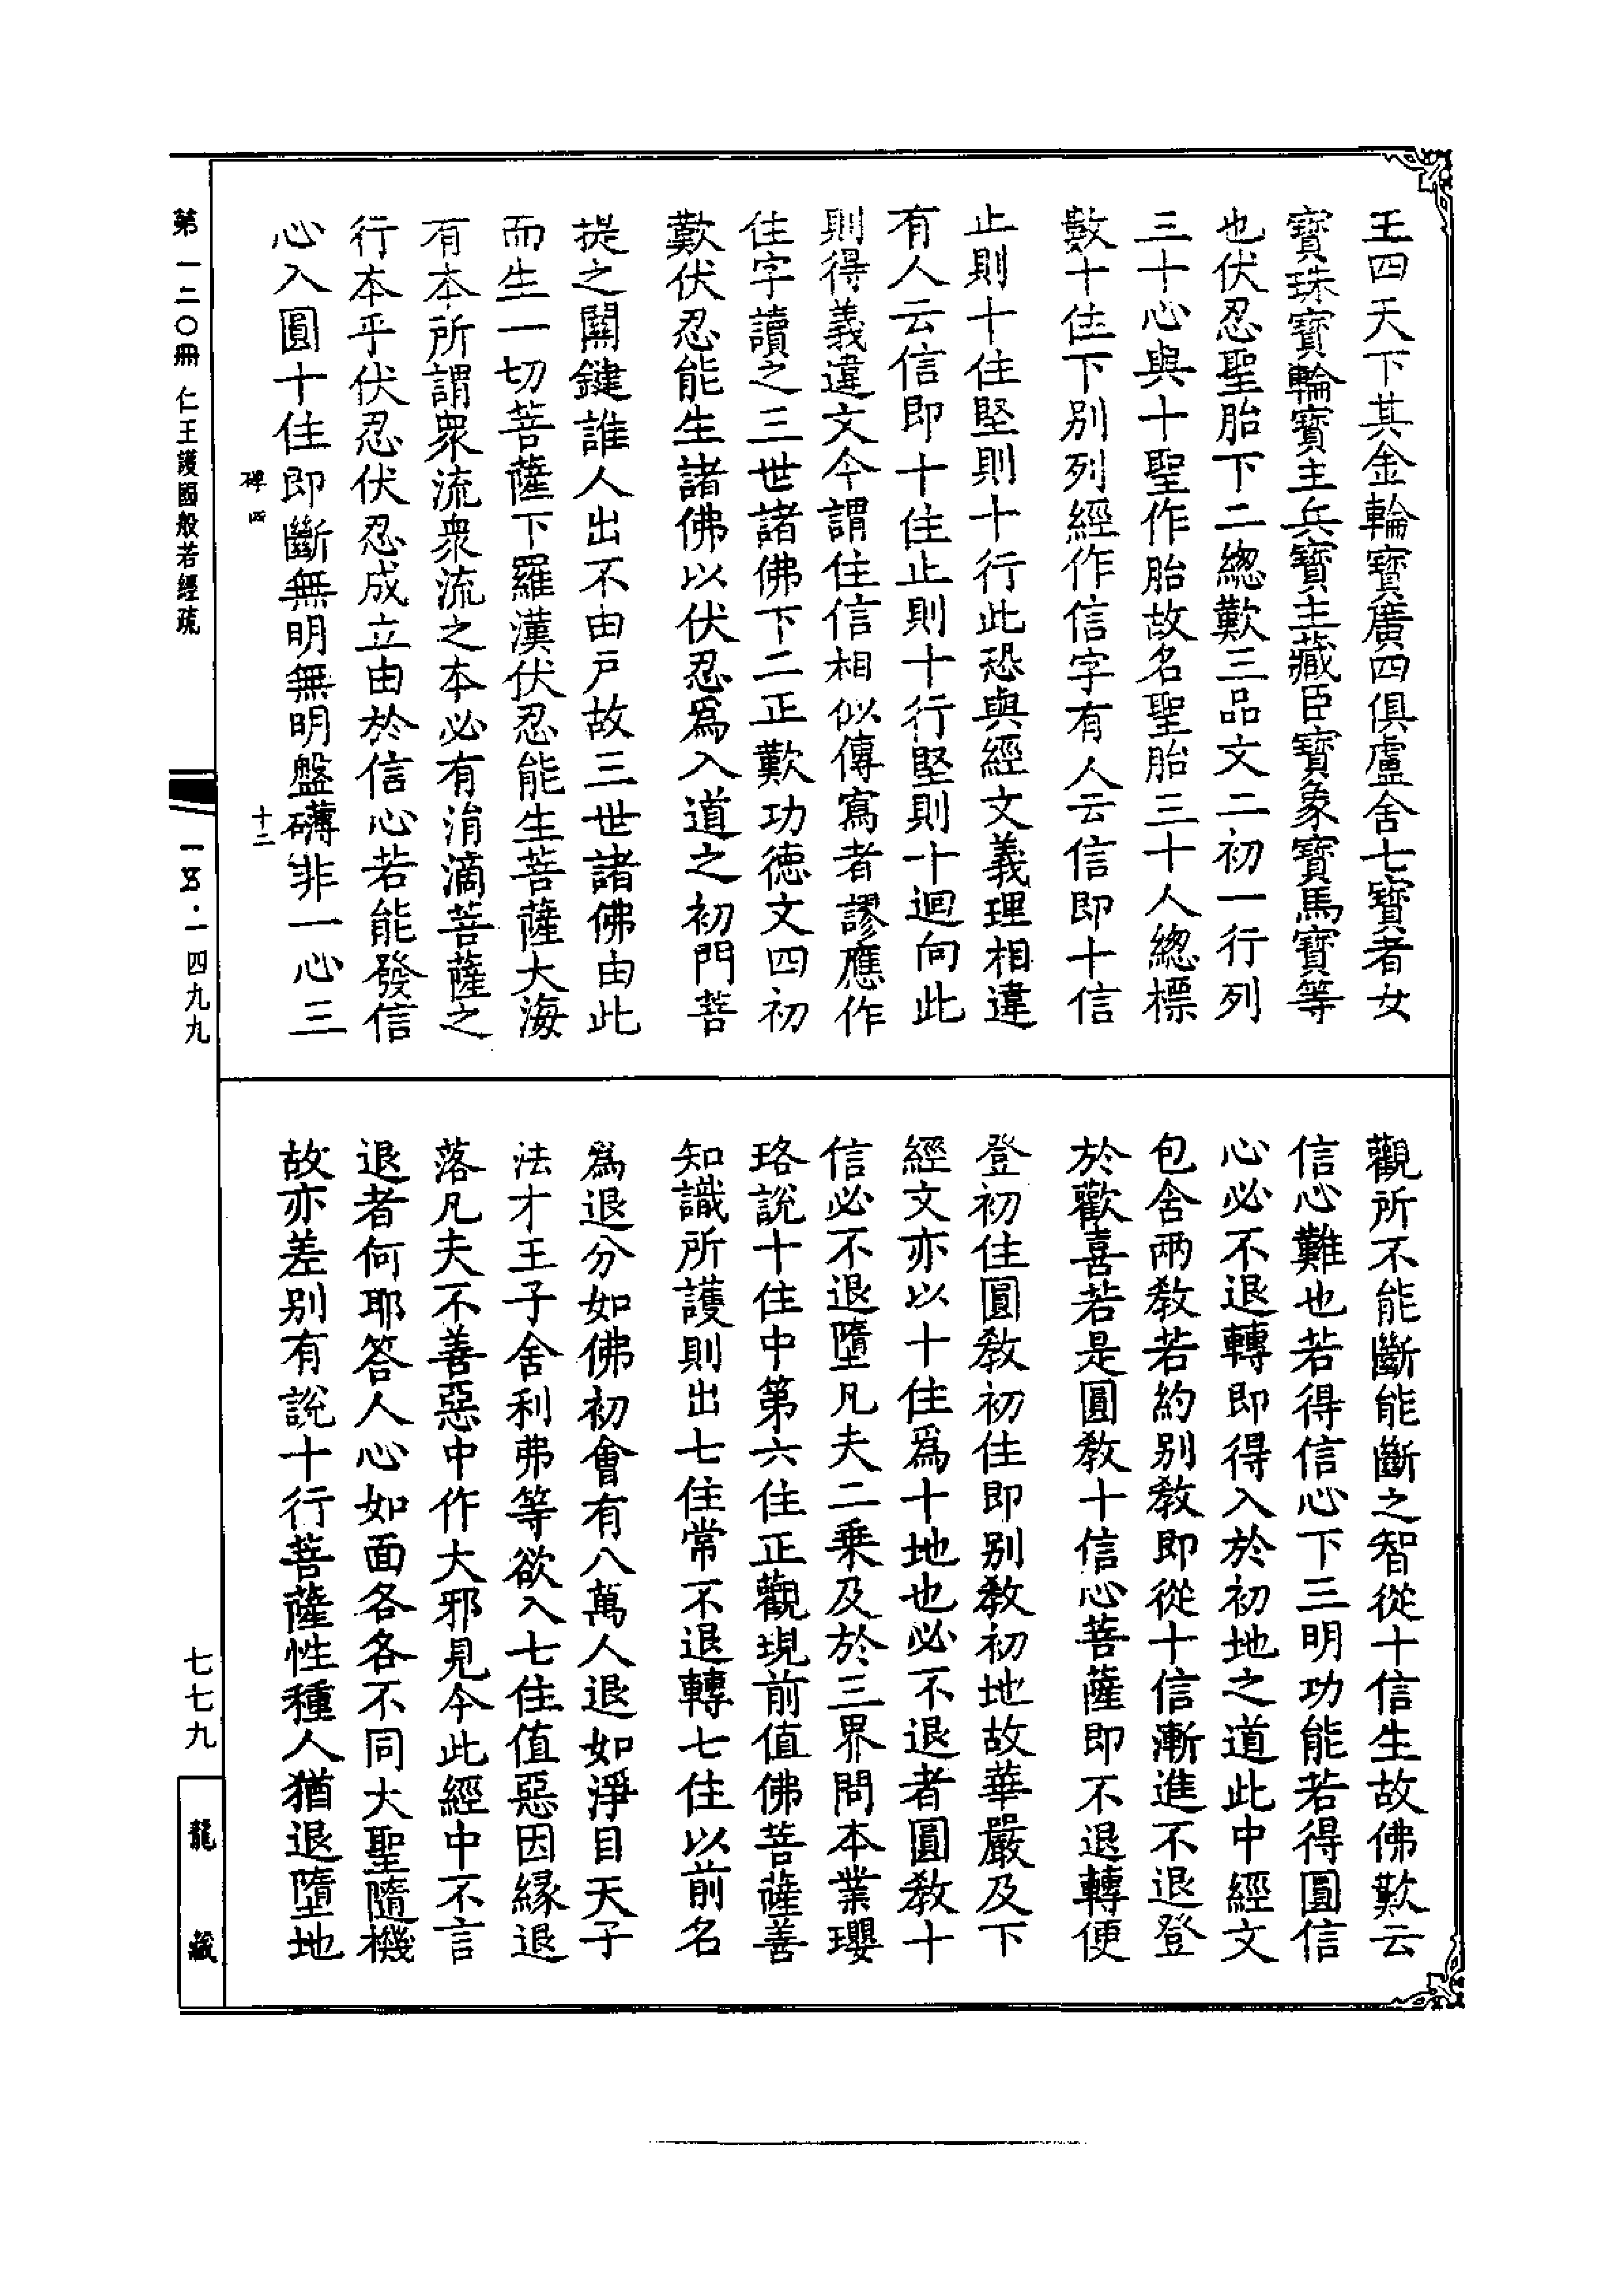 王四天下其金輪寶廣四俱盧舍七寶者女
寶珠寶輪寶主兵寶主藏臣寶象寶馬寶等
也伏忍聖胎下二總歎三品文二初一行列
三十心與十聖作胎故名聖胎三十人總標
數十住下別列經作信字有人云信即十信
止則十住堅則十行此恐與經文義理相違
有人云信即十住止則十行堅則十迴向此
則得義違文今謂住信相似傳寫者謬應作
住字讀之三世諸佛下二正歎功德文四初
歎伏忍能生諸佛以伏忍爲入道之初門菩
提之關鍵誰人出不由戸故三世諸佛由此
而生一切菩薩下羅漢伏忍能生菩薩大海
有本所謂衆流衆流之本必有涓滴菩薩之
行本乎伏忍伏忍成立由於信心若能發信
心入圓十住即斷無明無明盤礴非一心三
觀所不能斷能斷之智從十信生故佛歎云
信心難也若得信心下三明功能若得圓信
心必不退轉即得入於初地之道此中經文
包舍兩教若約別教即從十信漸進不退登
於歡喜若是圓教十信心菩薩即不退轉便
登初住圓教初住即別教初地故華嚴及下
經文亦以十住爲十地也必不退者圓教十
信必不退墮凡夫二乗及於三界問本業瓔
珞說十住中第六住正觀現前值佛菩薩善
知識所護則出七住常不退轉七住以前名
爲退分如佛初會有八萬人退如淨目天子
法才王子舍利弗等欲入七住值惡因緣退
落凡夫不善惡中作大邪見今此經中不言
退者何耶答人心如面各各不同大聖隨機
故亦差別有說十行菩薩性種人猶退墮地
碑四
十二
第一二〇冊 仁王護國般若經疏
一四九九
七七九
龍藏